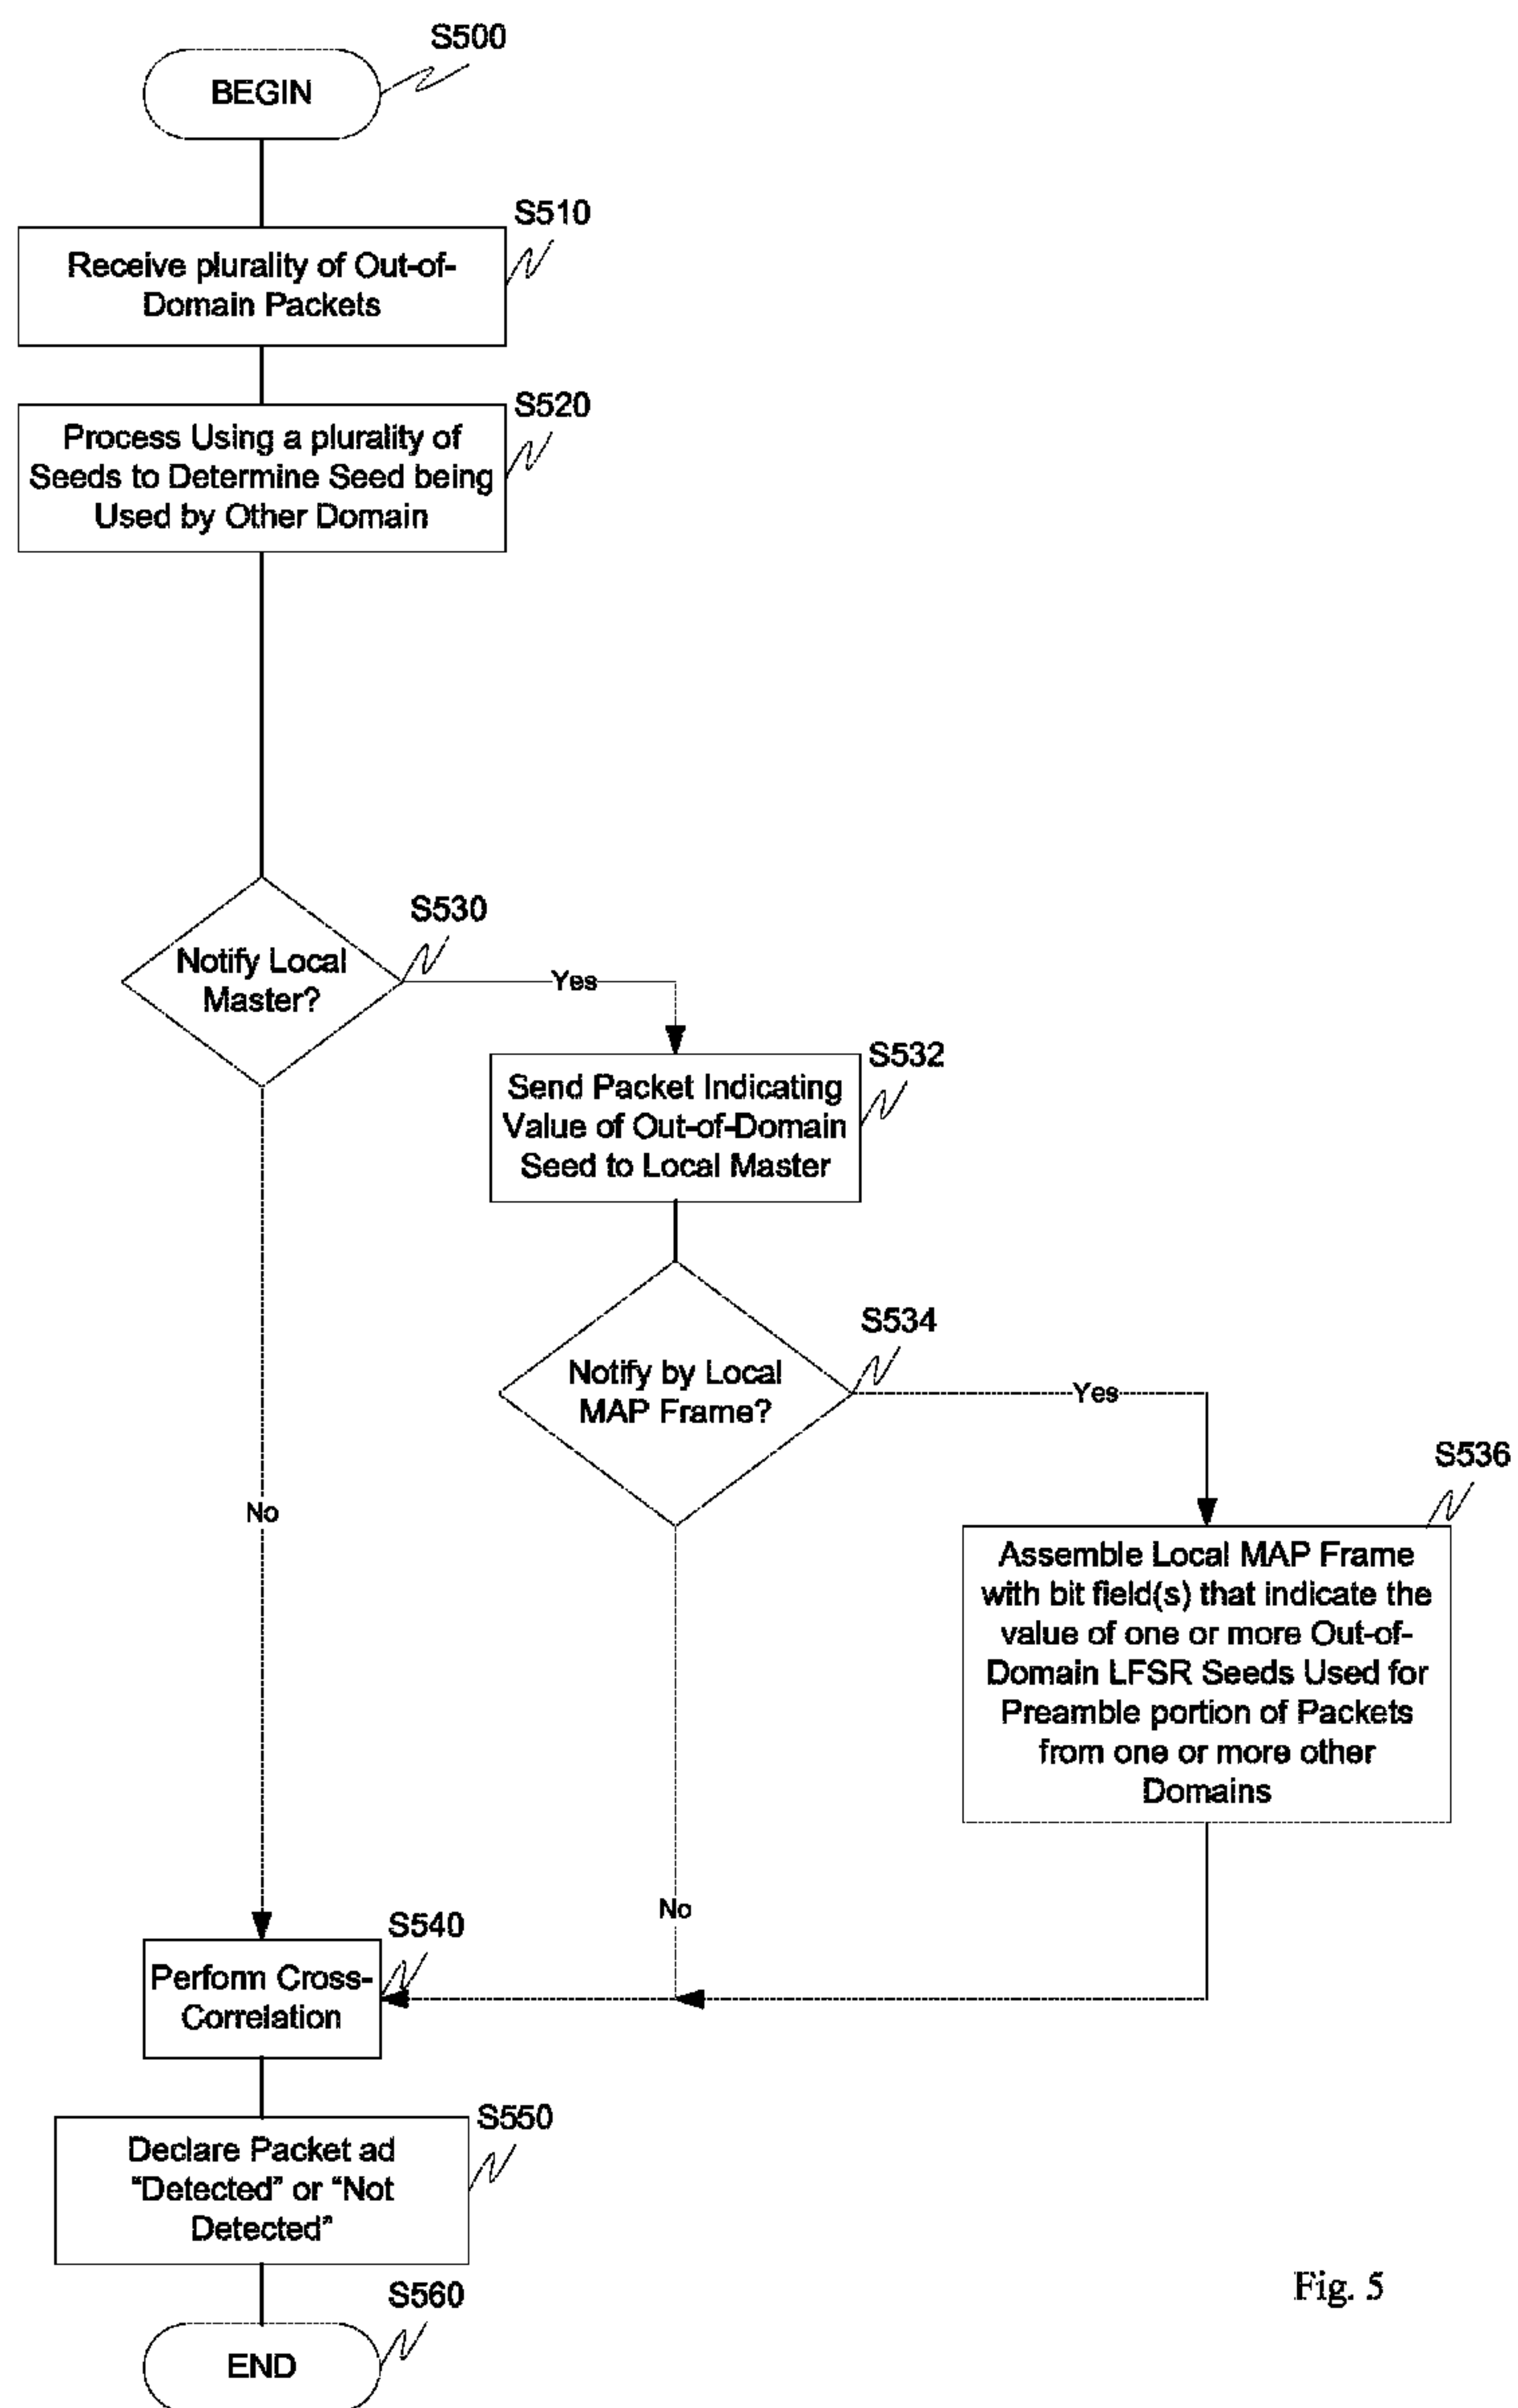 S500
BEGIN
S510
Receive plurality of Out-of-
Domain Packets
S520
Process Using a plurality of
Seeds to Determine Seed being
Used by Other Domain
S530
Notify Local
Master?
Yes
S532
Send Packet Indicating
Value of Out-of-Domain
Seed to Local Master
S534
Notify by Local
MAP Frame?
Yes
S536
Assemble Local MAP Frame
with bit field(s) that indicate the
value of one or more Out-of-
Domain LFSR Seeds Used for
Preamble portion of Packets
from one or more other
Domains
No
No
S540
Perform Cross-
Correlation
S550
Declare Packet ad
“Detected” or “Not
Detected”
S560
END
Fig. 5